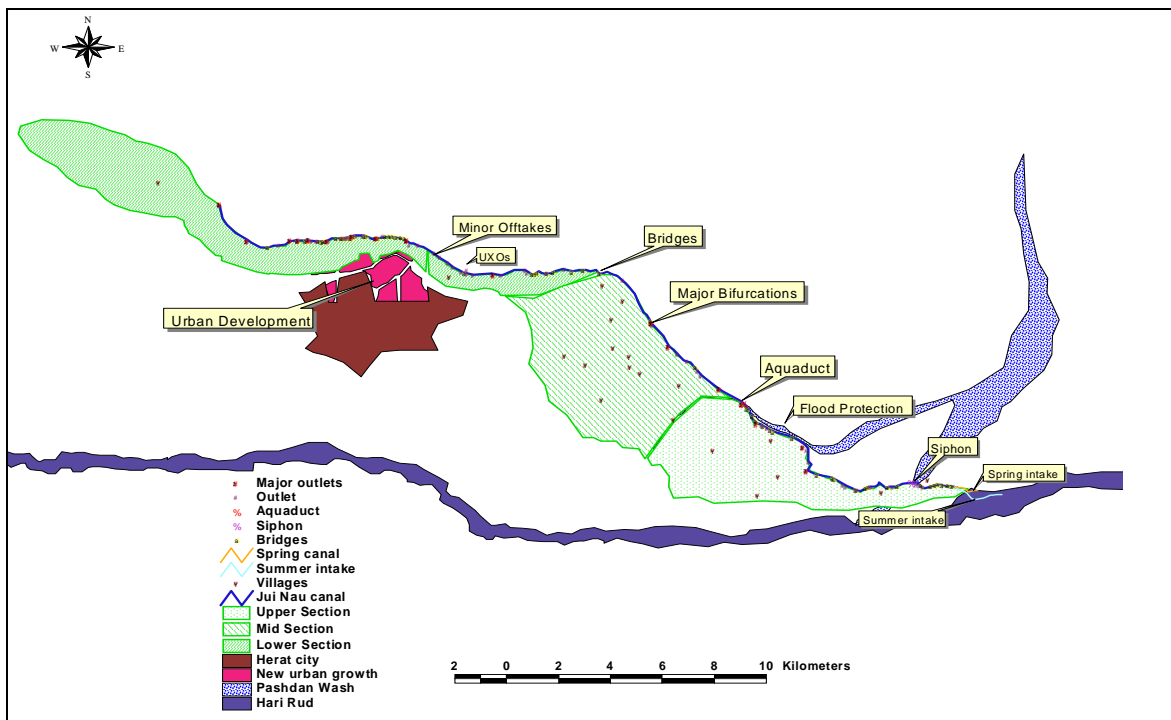 N
W E
S
Minor Offtakes
UXOs
Bridges
Major Bifurcations
Urban Development
Aquaduct
Flood Protection
Siphon
Spring intake
Summer intake
Major outlets
Outlet
Aquaduct
Siphon
Bridges
Spring canal
Summer intake
Villages
Jui Nau canal
Upper Section
Mid Section
Lower Section
Herat city
New urban growth
Pashdan Wash
Hari Rud
2 0 2 4 6 8 10 Kilometers